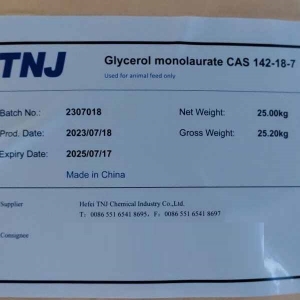 TNJ
Glycerol monolaurate CAS 142-18-7
Used for animal feed only
Batch No.: 2307018 Net Weight: 25.00kg
Prod. Date: 2023/07/18 Gross Weight: 25.20kg
Expiry Date: 2025/07/17
Made in China
Supplier Hefei TNJ Chemical Industry Co.,Ltd.
T: 0086 551 6541 8695, F: 0086 551 6541 8697
Consignee